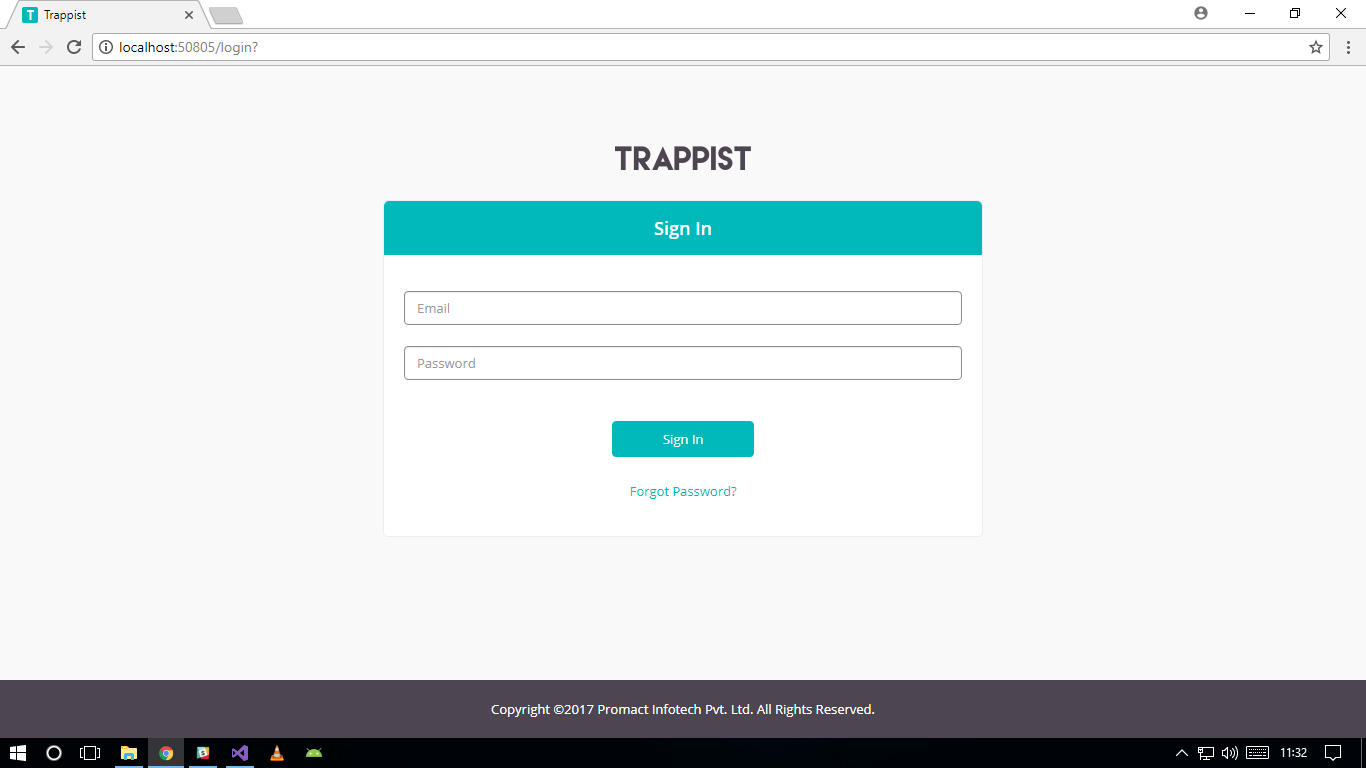 T Trappist
localhost:50805/login?
TRAPPIST
Sign In
Email
Password
Sign In
Forgot Password?
Copyright ©2017 Promact Infotech Pvt. Ltd. All Rights Reserved.
11:32